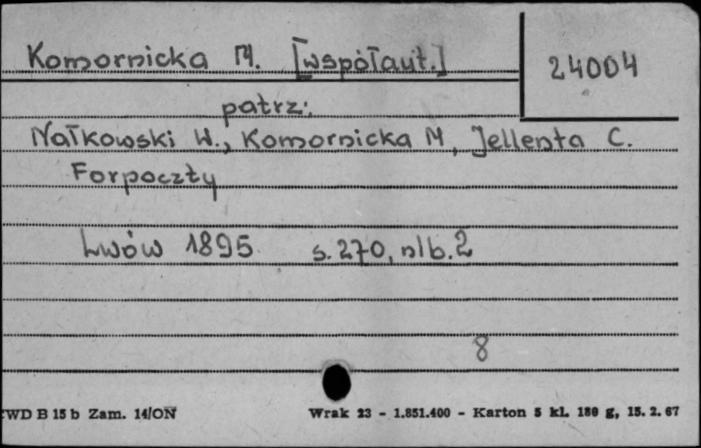 Komornicka M. [współaut.]
24004
patrz:
Nałkowski W., Komornicka M, Jellenta C.
Forpoczty
Lwów 1895 s. 270, nlb. 2
8
WD B 15 b Zam. 14/ON Wrak 23 - 1.851.400 - Karton 5 kl. 180 g, 15. 2. 67